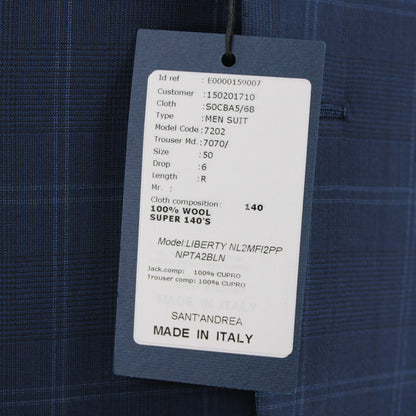 Id ref : E0000159007
Customer :150201710
Cloth :S0CBA5/68
Type :MEN SUIT
Model Code :7202
Trouser Md. :7070/
Size :50
Drop :6
Length :R
Mr. :
Cloth composition: 140
100% WOOL
SUPER 140'S
Model:LIBERTY NL2MFI2PP
NPTA2BLN
Jack.comp: 100% CUPRO
Trouser comp: 100% CUPRO
MADE IN ITALY
SANT'ANDREA
MADE IN ITALY